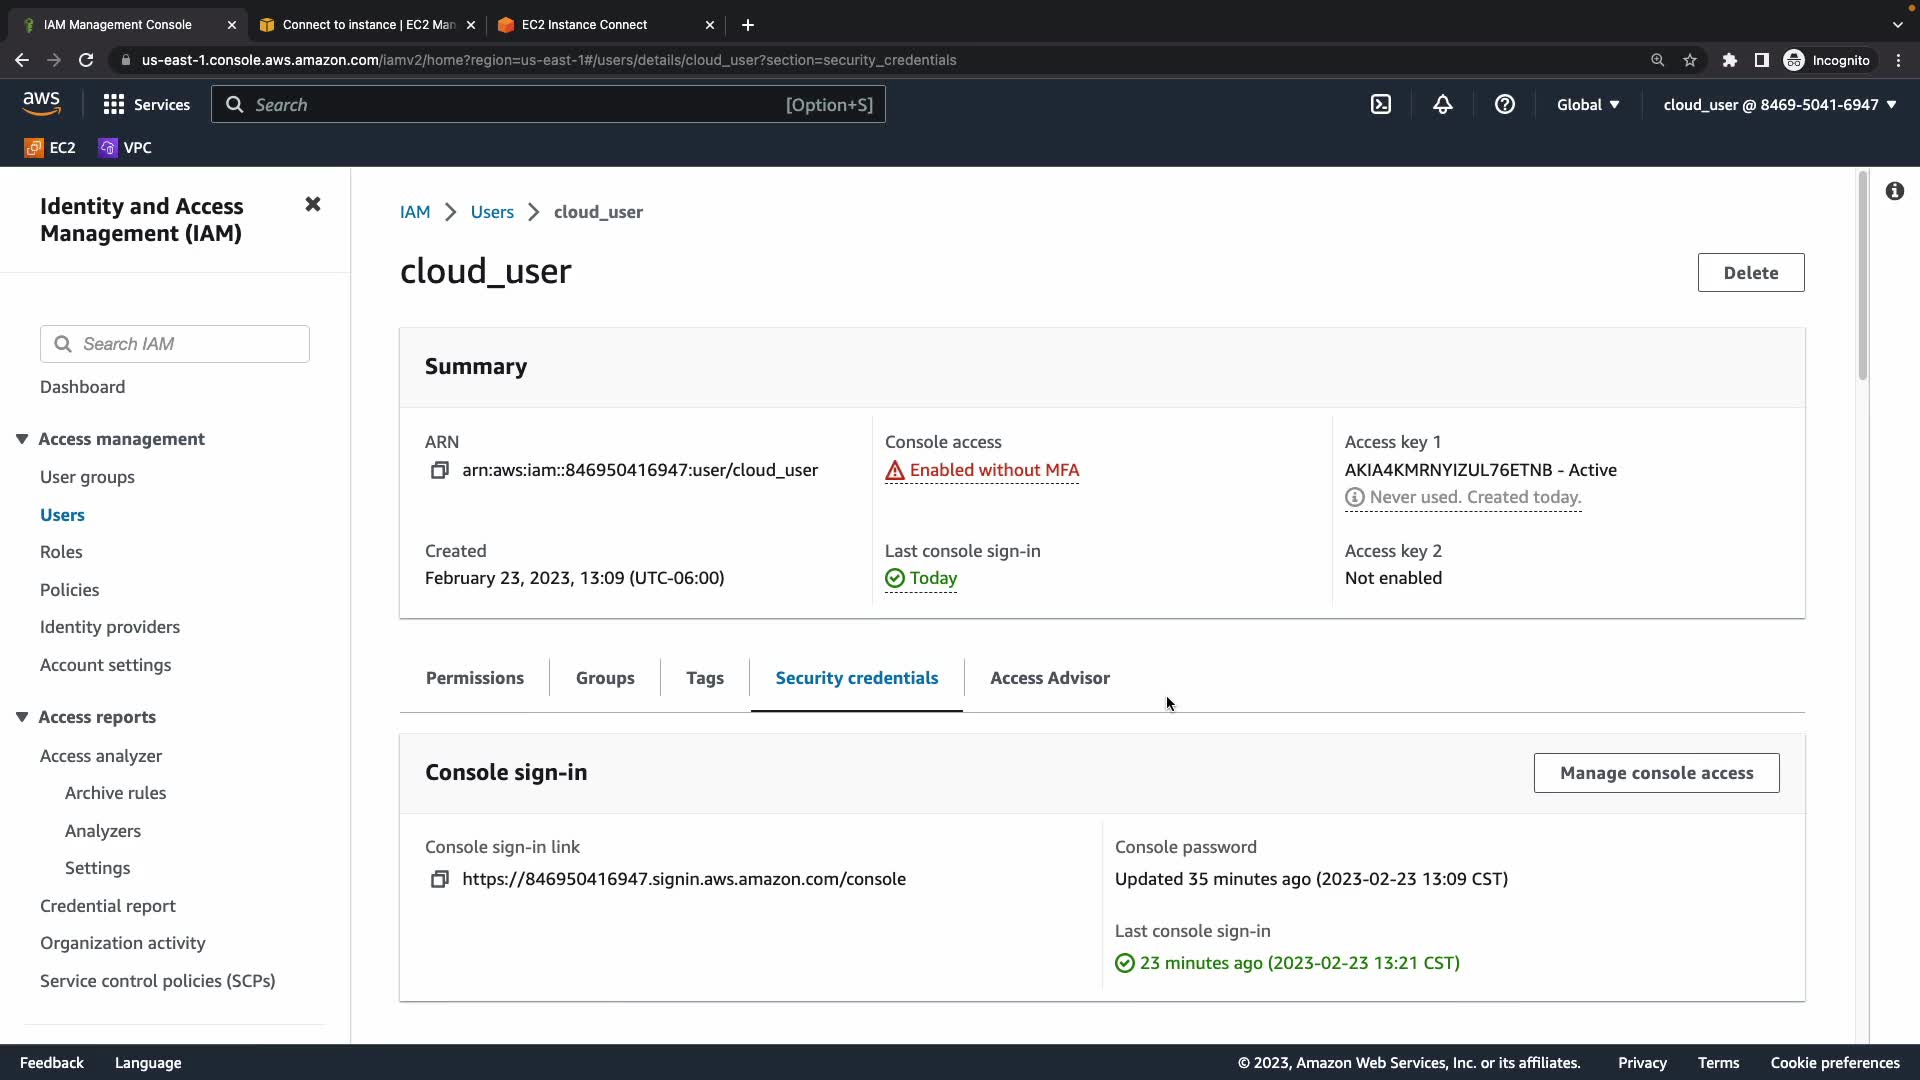 IAM Management Console
Connect to instance | EC2 Man
EC2 Instance Connect
us-east-1.console.aws.amazon.com/iamv2/home?region=us-east-1#/users/details/cloud_user?section=security_credentials
Incognito
aws
Services
Search
[Option+S]
Global
cloud_user @ 8469-5041-6947
EC2
VPC
Identity and Access
Management (IAM)
Search IAM
Dashboard
Access management
User groups
Users
Roles
Policies
Identity providers
Account settings
Access reports
Access analyzer
Archive rules
Analyzers
Settings
Credential report
Organization activity
Service control policies (SCPs)
IAM
Users
cloud_user
cloud_user
Delete
Summary
ARN
arn:aws:iam::846950416947:user/cloud_user
Console access
Enabled without MFA
Access key 1
AKIA4KMRNYIZUL76ETNB - Active
Never used. Created today.
Created
February 23, 2023, 13:09 (UTC-06:00)
Last console sign-in
Today
Access key 2
Not enabled
Permissions
Groups
Tags
Security credentials
Access Advisor
Console sign-in
Manage console access
Console sign-in link
https://846950416947.signin.aws.amazon.com/console
Console password
Updated 35 minutes ago (2023-02-23 13:09 CST)
Last console sign-in
23 minutes ago (2023-02-23 13:21 CST)
Feedback
Language
© 2023, Amazon Web Services, Inc. or its affiliates.
Privacy
Terms
Cookie preferences